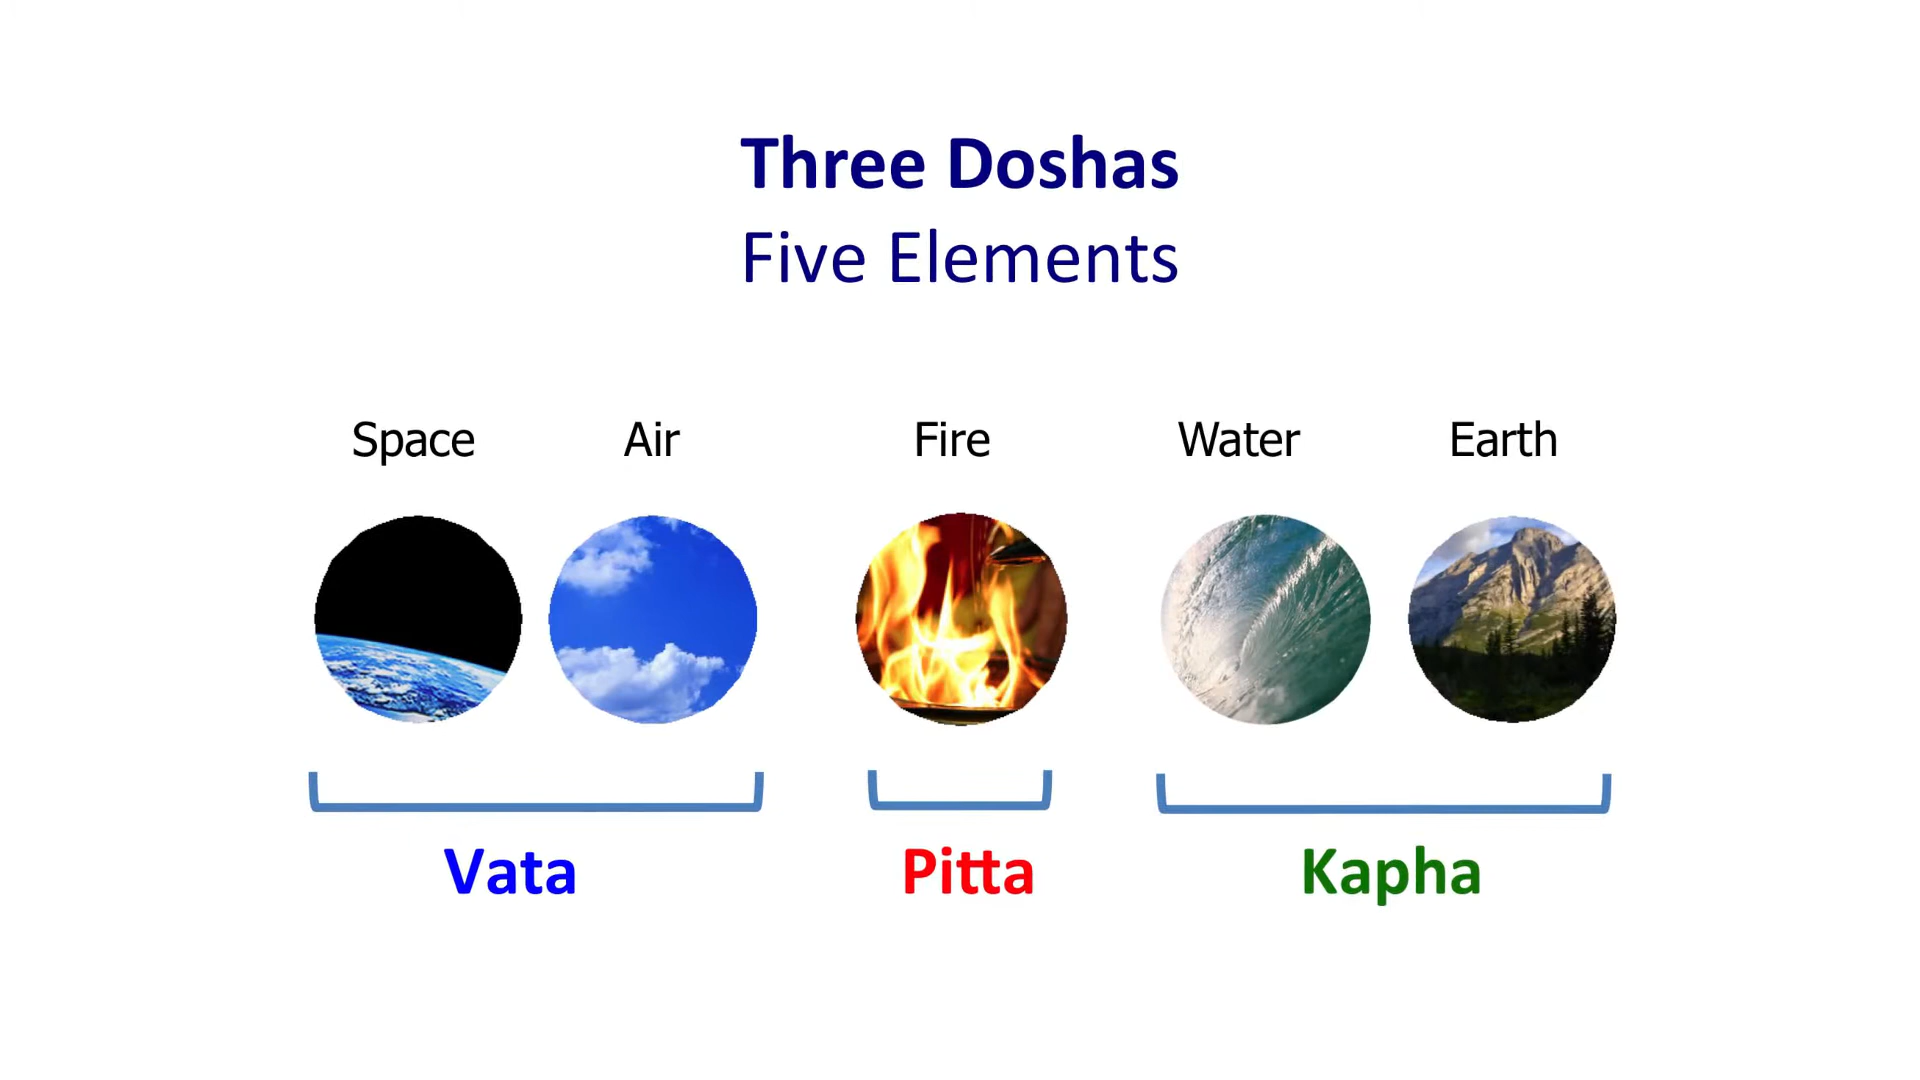 Three Doshas
Five Elements
Space Air Fire Water Earth
Vata Pitta Kapha